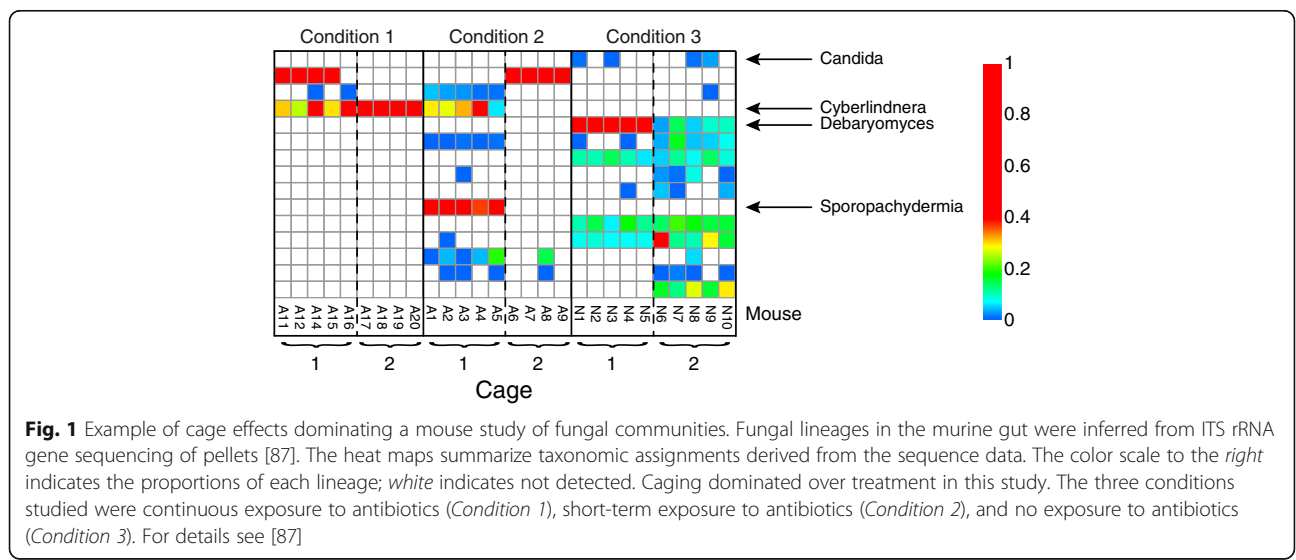 Condition 1 Condition 2 Condition 3
Candida
Cyberlindnera
Debaryomyces
Sporopachydermia
1
0.8
0.6
0.4
0.2
0
A11 A12 A14 A15 A16 A17 A18 A19 A20 A1 A2 A3 A4 A5 A6 A7 A8 A9 N1 N2 N3 N4 N5 N6 N7 N8 N9 N10 Mouse
1 2 1 2 1 2
Cage
Fig. 1 Example of cage effects dominating a mouse study of fungal communities. Fungal lineages in the murine gut were inferred from ITS rRNA
gene sequencing of pellets [87]. The heat maps summarize taxonomic assignments derived from the sequence data. The color scale to the right
indicates the proportions of each lineage; white indicates not detected. Caging dominated over treatment in this study. The three conditions
studied were continuous exposure to antibiotics (Condition 1), short-term exposure to antibiotics (Condition 2), and no exposure to antibiotics
(Condition 3). For details see [87]